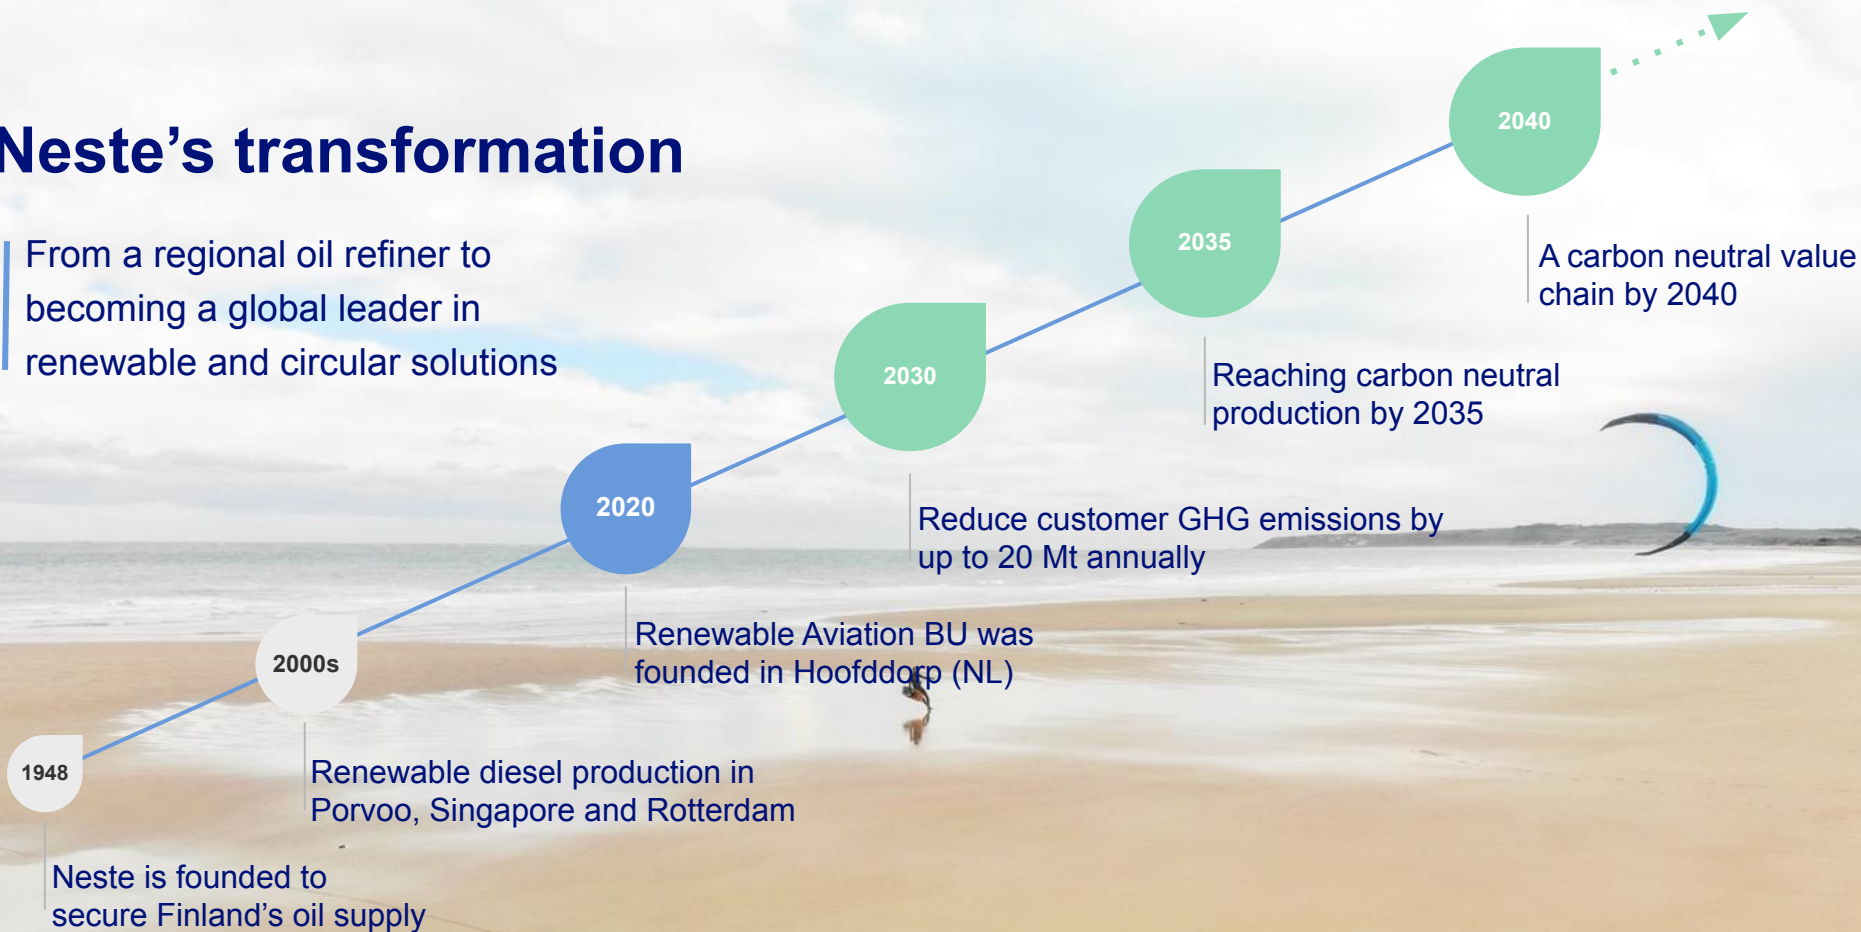 Neste’s transformation
From a regional oil refiner to
becoming a global leader in
renewable and circular solutions
1948
Neste is founded to
secure Finland’s oil supply
2000s
Renewable diesel production in
Porvoo, Singapore and Rotterdam
2020
Renewable Aviation BU was
founded in Hoofddorp (NL)
2030
Reduce customer GHG emissions by
up to 20 Mt annually
2035
Reaching carbon neutral
production by 2035
2040
A carbon neutral value
chain by 2040